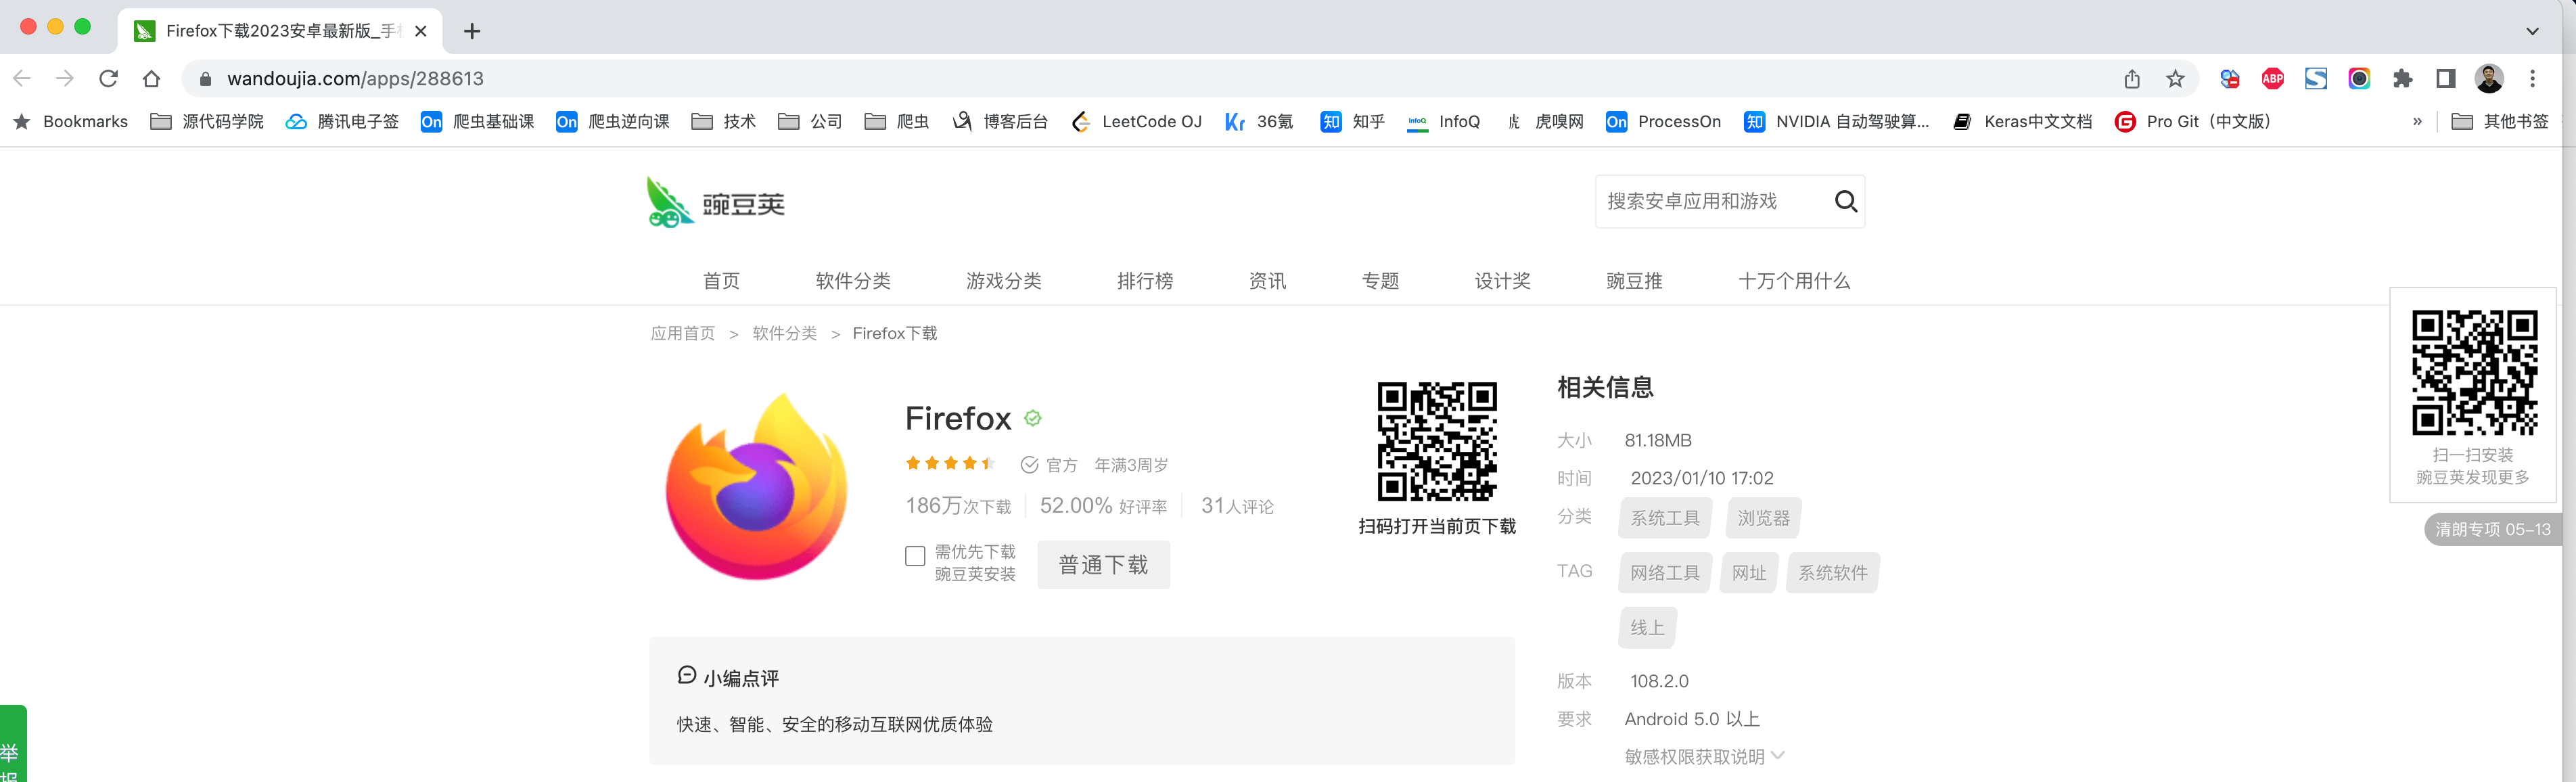 Firefox下载2023安卓最新版_手
wandoujia.com/apps/288613
ABP
Bookmarks 源代码学院 腾讯电子签 On 爬虫基础课 On 爬虫逆向课 技术 公司 爬虫 博客后台 LeetCode OJ Kr 36氪 知 知乎 InfoQ InfoQ 虎嗅网 On ProcessOn 知 NVIDIA 自动驾驶算... Keras中文文档 Pro Git（中文版） » 其他书签
豌豆荚
搜索安卓应用和游戏
首页 软件分类 游戏分类 排行榜 资讯 专题 设计奖 豌豆推 十万个用什么
应用首页 > 软件分类 > Firefox下载
Firefox
官方 年满3周岁
186万次下载 52.00% 好评率 31人评论
需优先下载
豌豆荚安装
普通下载
扫码打开当前页下载
小编点评
快速、智能、安全的移动互联网优质体验
相关信息
大小 81.18MB
时间 2023/01/10 17:02
分类 系统工具 浏览器
TAG 网络工具 网址 系统软件
线上
版本 108.2.0
要求 Android 5.0 以上
敏感权限获取说明
扫一扫安装
豌豆荚发现更多
清朗专项 05-13
举
报